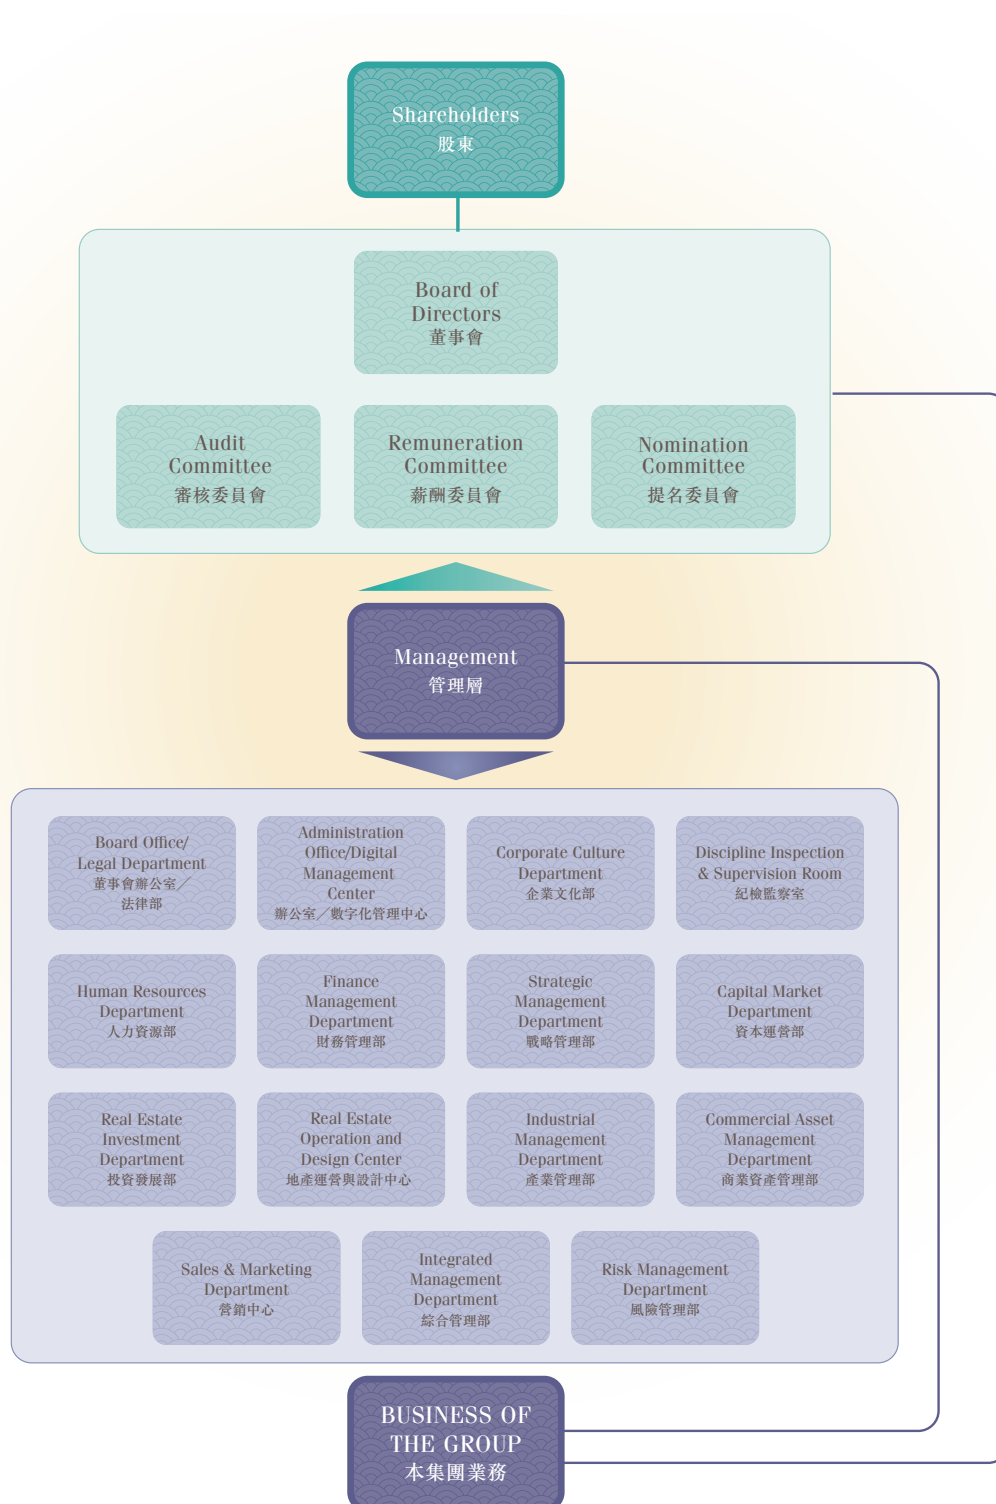 Shareholders
股東
Board of
Directors
董事會
Audit
Committee
審核委員會
Remuneration
Committee
薪酬委員會
Nomination
Committee
提名委員會
Management
管理層
Board Office/
Legal Department
董事會辦公室／
法律部
Administration
Office/Digital
Management
Center
辦公室／數字化管理中心
Corporate Culture
Department
企業文化部
Discipline Inspection
& Supervision Room
紀檢監察室
Human Resources
Department
人力資源部
Finance
Management
Department
財務管理部
Strategic
Management
Department
戰略管理部
Capital Market
Department
資本運營部
Real Estate
Investment
Department
投資發展部
Real Estate
Operation and
Design Center
地產運營與設計中心
Industrial
Management
Department
產業管理部
Commercial Asset
Management
Department
商業資產管理部
Sales & Marketing
Department
營銷中心
Integrated
Management
Department
綜合管理部
Risk Management
Department
風險管理部
BUSINESS OF
THE GROUP
本集團業務